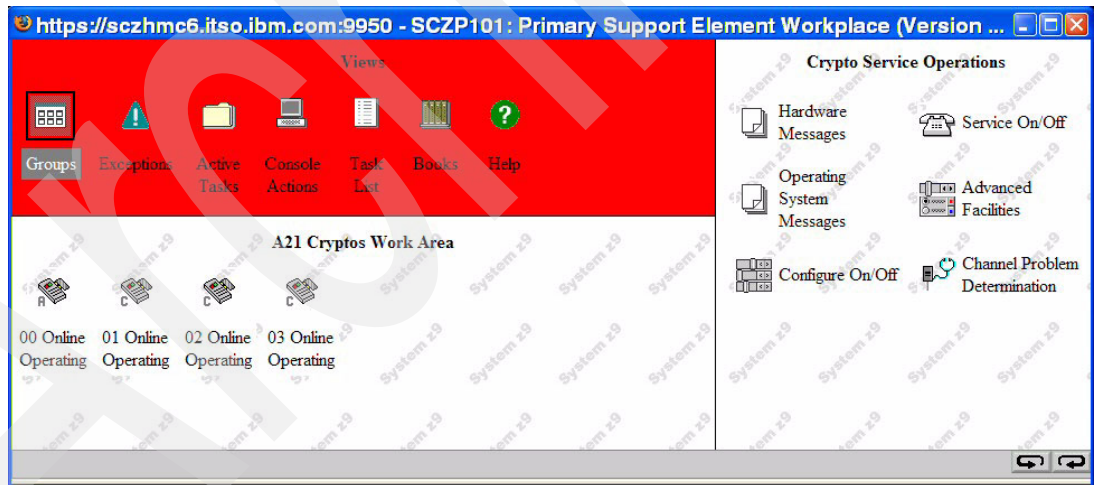 https://sczhmc6.itso.ibm.com:9950 - SCZP101: Primary Support Element Workplace (Version ...
Views
Groups
Exceptions
Active
Tasks
Console
Actions
Task
List
Books
Help
A21 Cryptos Work Area
A
C
C
C
00 Online
Operating
01 Online
Operating
02 Online
Operating
03 Online
Operating
Crypto Service Operations
Hardware
Messages
Service On/Off
Operating
System
Messages
Advanced
Facilities
Configure On/Off
Channel Problem
Determination
System z9